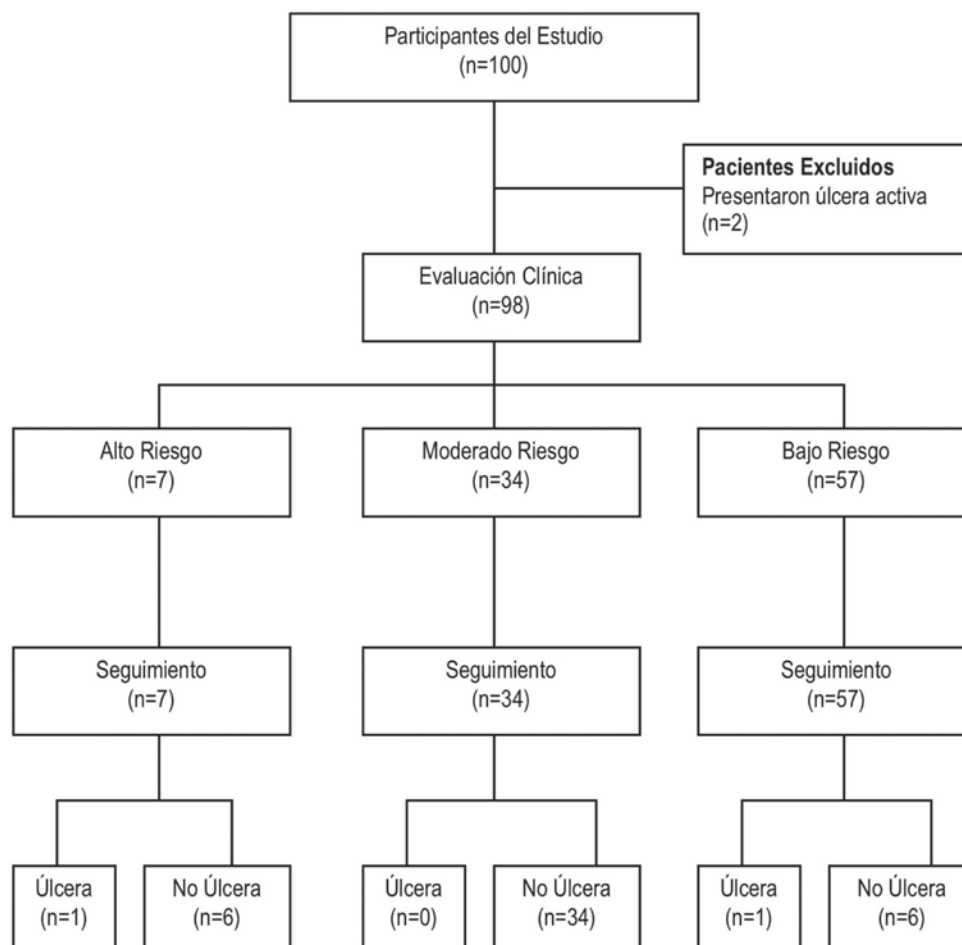 Participantes del Estudio
(n=100)
Pacientes Excluidos
Presentaron úlcera activa
(n=2)
Evaluación Clínica
(n=98)
Alto Riesgo
(n=7)
Moderado Riesgo
(n=34)
Bajo Riesgo
(n=57)
Seguimiento
(n=7)
Seguimiento
(n=34)
Seguimiento
(n=57)
Úlcera
(n=1)
No Úlcera
(n=6)
Úlcera
(n=0)
No Úlcera
(n=34)
Úlcera
(n=1)
No Úlcera
(n=6)